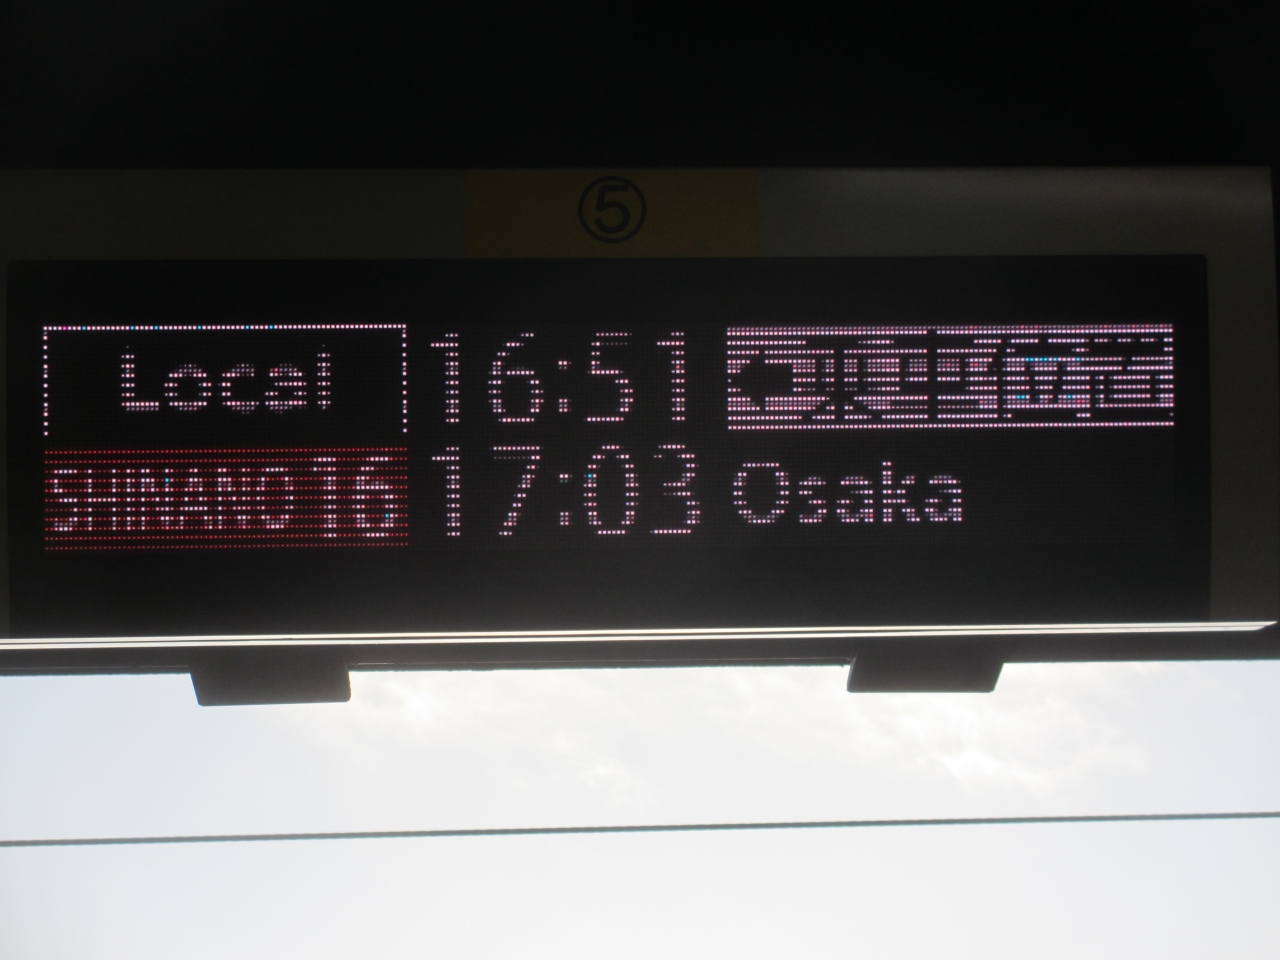 ⑤
Local 16:51
SHINANO 16 17:03 Osaka